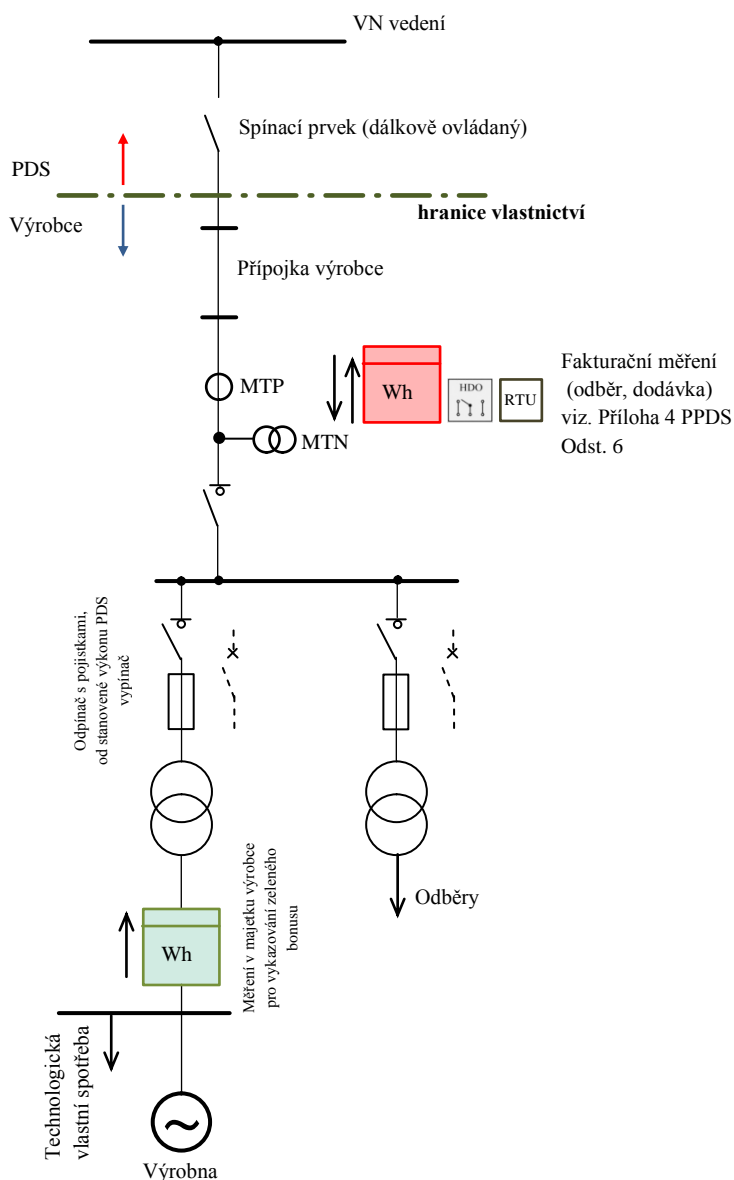 VN vedení
Spínací prvek (dálkově ovládaný)
PDS
hranice vlastnictví
Výrobce
Přípojka výrobce
MTP
Wh
HDO
RTU
Fakturační měření
(odběr, dodávka)
viz. Příloha 4 PPDS
Odst. 6
MTN
Odpínač s pojistkami,
od stanovené výkonu PDS
vypínač
Odběry
Wh
Měření v majetku výrobce
pro vykazování zeleného
bonusu
Technologická
vlastní spotřeba
~
Výrobna